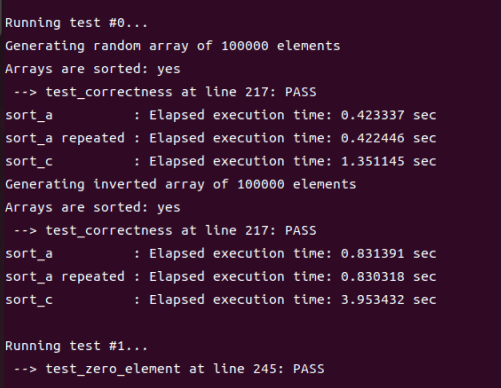 Running test #0...
Generating random array of 100000 elements
Arrays are sorted: yes
 --> test_correctness at line 217: PASS
sort_a          : Elapsed execution time: 0.423337 sec
sort_a repeated : Elapsed execution time: 0.422446 sec
sort_c          : Elapsed execution time: 1.351145 sec
Generating inverted array of 100000 elements
Arrays are sorted: yes
 --> test_correctness at line 217: PASS
sort_a          : Elapsed execution time: 0.831391 sec
sort_a repeated : Elapsed execution time: 0.830318 sec
sort_c          : Elapsed execution time: 3.953432 sec

Running test #1...
 --> test_zero_element at line 245: PASS